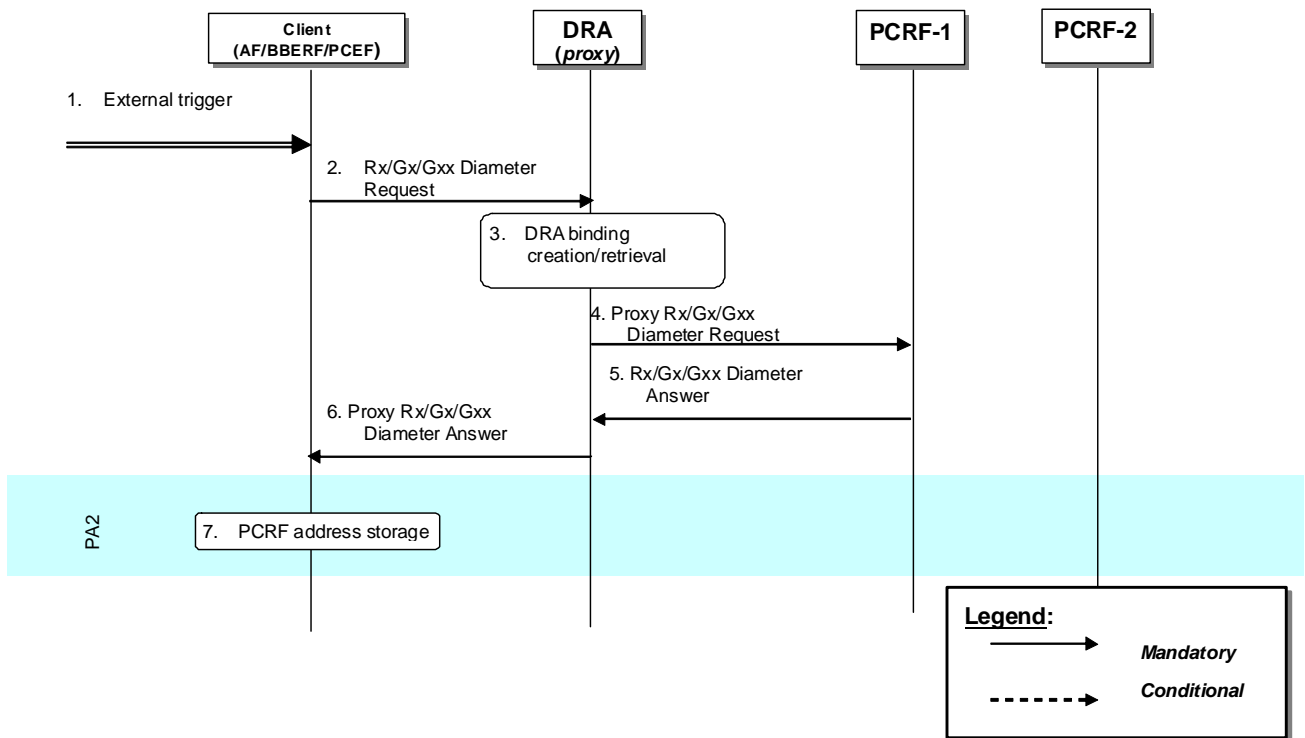 Client
(AF/BBERF/PCEF)
DRA
(proxy)
PCRF-1
PCRF-2
1. External trigger
2. Rx/Gx/Gxx Diameter
Request
3. DRA binding
creation/retrieval
4. Proxy Rx/Gx/Gxx
Diameter Request
5. Rx/Gx/Gxx Diameter
Answer
6. Proxy Rx/Gx/Gxx
Diameter Answer
PA2
7. PCRF address storage
Legend:
Mandatory
Conditional